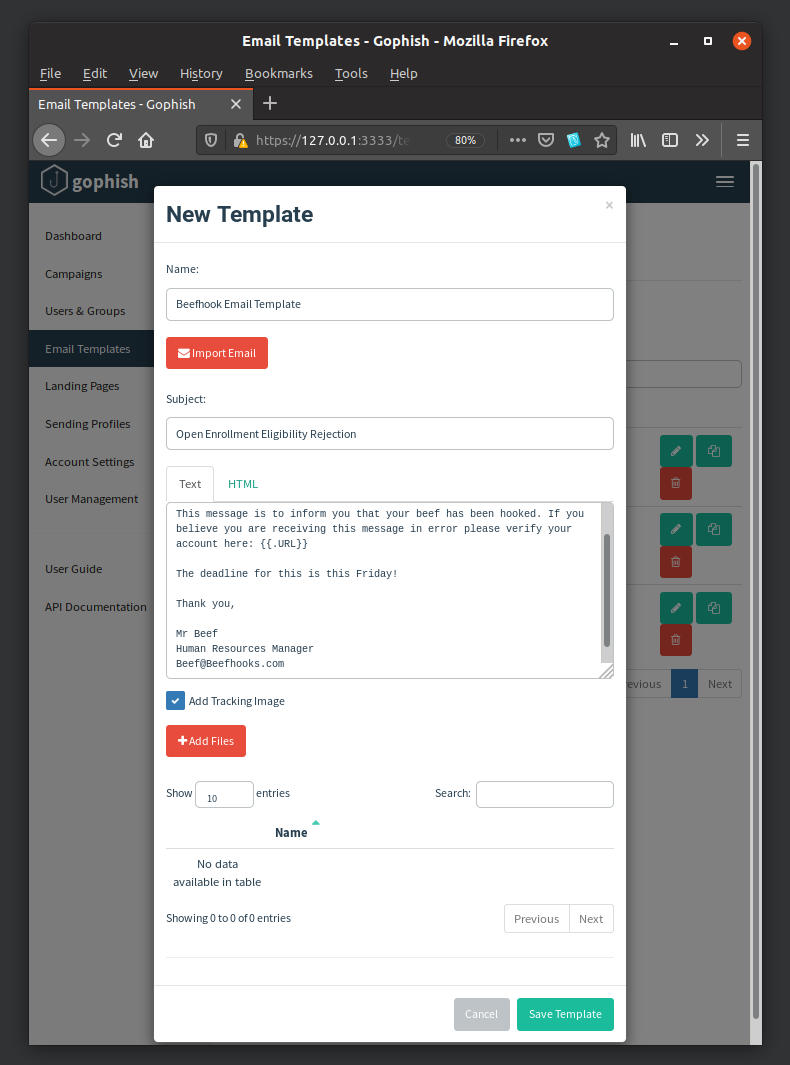 Email Templates - Gophish - Mozilla Firefox
File Edit View History Bookmarks Tools Help
Email Templates - Gophish
https://127.0.0.1:3333/te 80%
gophish
Dashboard
Campaigns
Users & Groups
Email Templates
Landing Pages
Sending Profiles
Account Settings
User Management
User Guide
API Documentation
New Template
Name:
Beefhook Email Template
Import Email
Subject:
Open Enrollment Eligibility Rejection
Text HTML
This message is to inform you that your beef has been hooked. If you
believe you are receiving this message in error please verify your
account here: {{.URL}}
The deadline for this is this Friday!
Thank you,
Mr Beef
Human Resources Manager
Beef@Beefhooks.com
Add Tracking Image
Add Files
Show 10 entries Search:
Name
No data
available in table
Showing 0 to 0 of 0 entries
Previous Next
Cancel Save Template
evious 1 Next